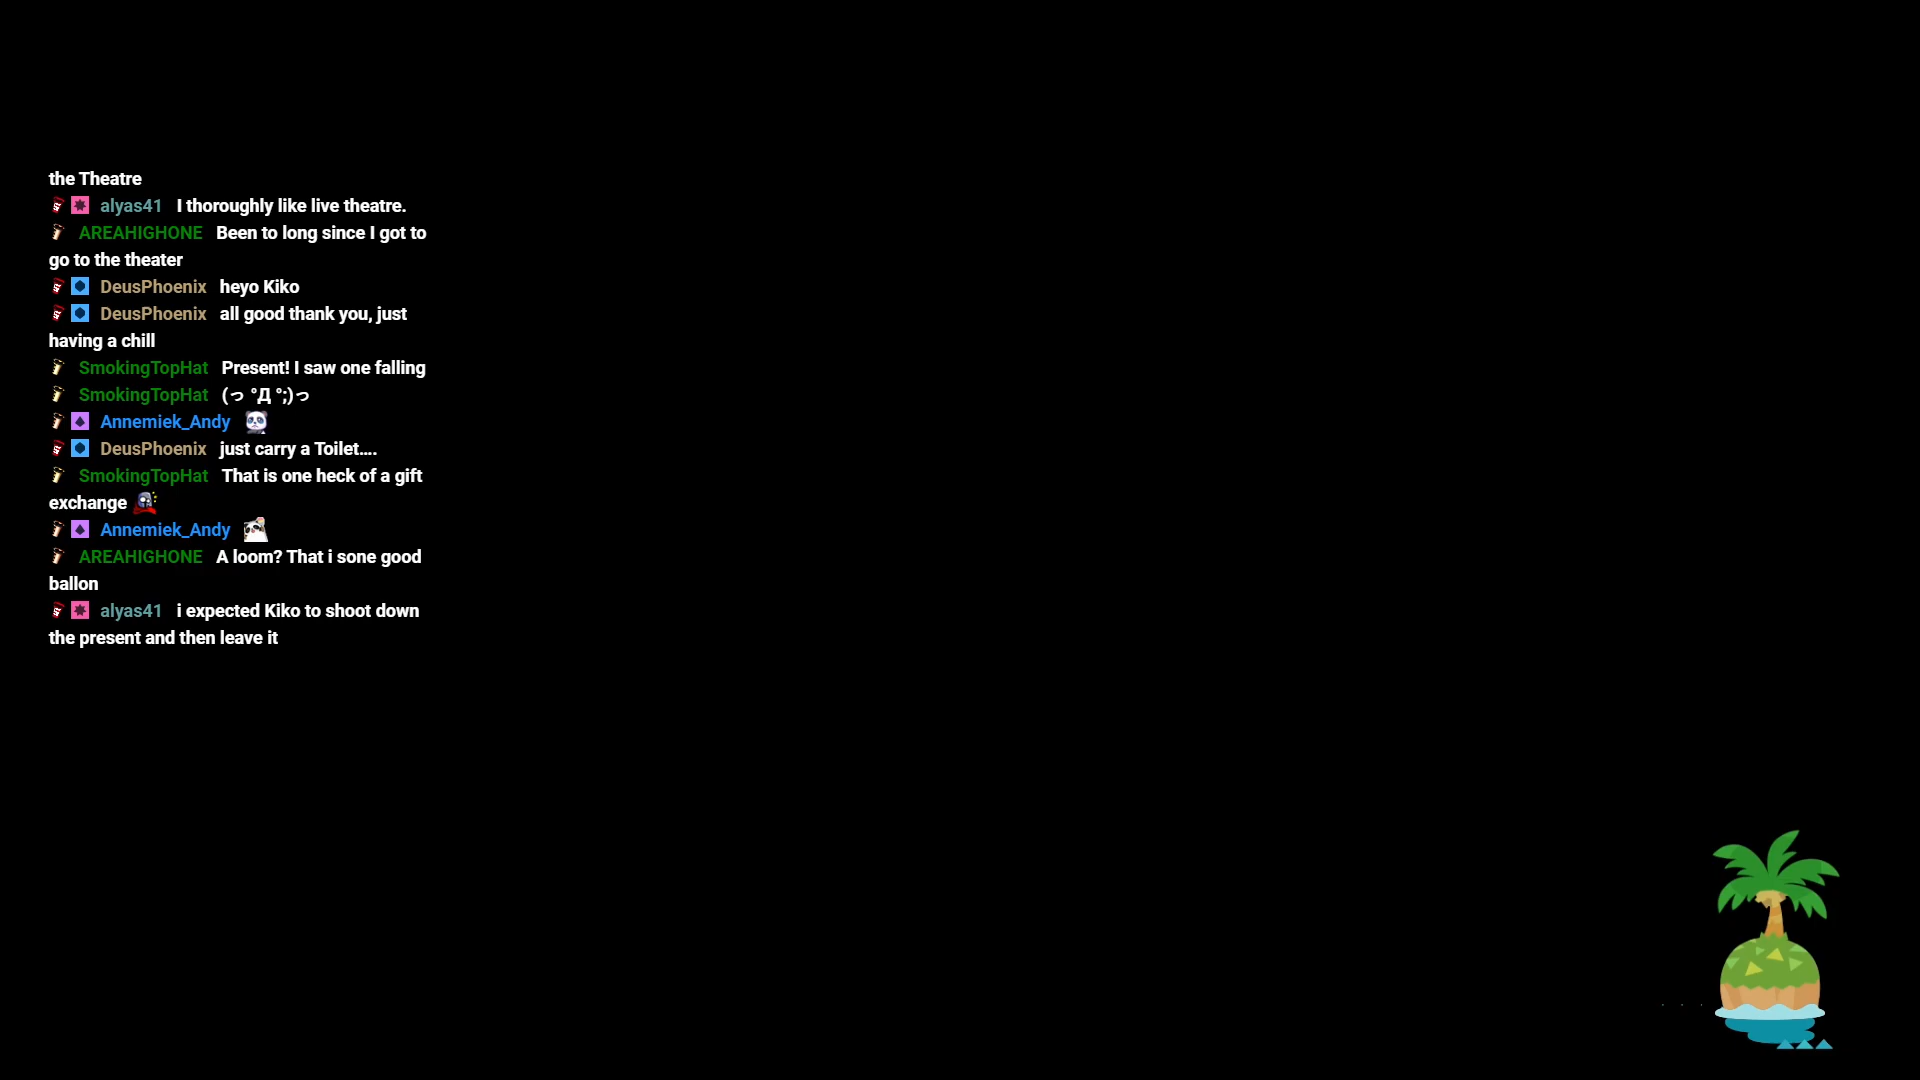 the Theatre
alyas41 I thoroughly like live theatre.
AREAHIGHONE Been to long since I got to
go to the theater
DeusPhoenix heyo Kiko
DeusPhoenix all good thank you, just
having a chill
SmokingTopHat Present! I saw one falling
SmokingTopHat (っ °Д °;)っ
Annemiek_Andy
DeusPhoenix just carry a Toilet....
SmokingTopHat That is one heck of a gift
exchange
Annemiek_Andy
AREAHIGHONE A loom? That i sone good
ballon
alyas41 i expected Kiko to shoot down
the present and then leave it